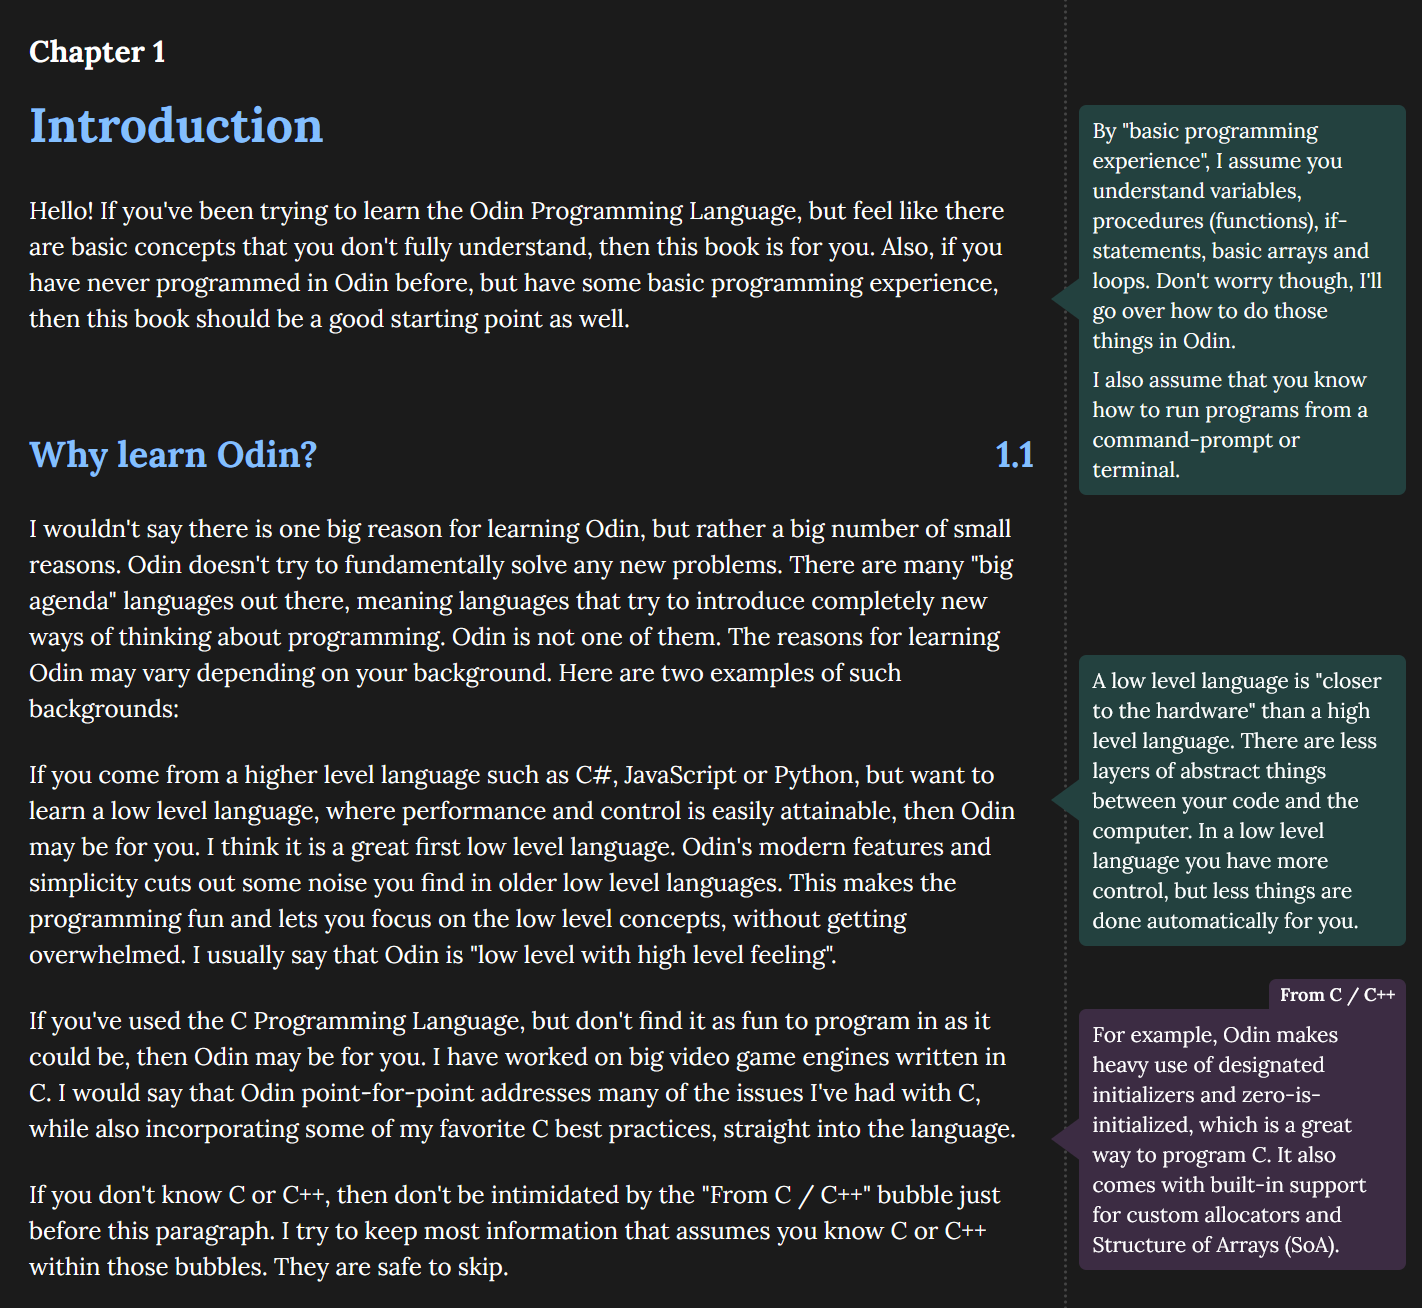 Chapter 1
Introduction
Hello! If you've been trying to learn the Odin Programming Language, but feel like there
are basic concepts that you don't fully understand, then this book is for you. Also, if you
have never programmed in Odin before, but have some basic programming experience,
then this book should be a good starting point as well.
By "basic programming
experience", I assume you
understand variables,
procedures (functions), if-
statements, basic arrays and
loops. Don't worry though, I'll
go over how to do those
things in Odin.
I also assume that you know
how to run programs from a
command-prompt or
terminal.
Why learn Odin? 1.1
I wouldn't say there is one big reason for learning Odin, but rather a big number of small
reasons. Odin doesn't try to fundamentally solve any new problems. There are many "big
agenda" languages out there, meaning languages that try to introduce completely new
ways of thinking about programming. Odin is not one of them. The reasons for learning
Odin may vary depending on your background. Here are two examples of such
backgrounds:
If you come from a higher level language such as C#, JavaScript or Python, but want to
learn a low level language, where performance and control is easily attainable, then Odin
may be for you. I think it is a great first low level language. Odin's modern features and
simplicity cuts out some noise you find in older low level languages. This makes the
programming fun and lets you focus on the low level concepts, without getting
overwhelmed. I usually say that Odin is "low level with high level feeling".
A low level language is "closer
to the hardware" than a high
level language. There are less
layers of abstract things
between your code and the
computer. In a low level
language you have more
control, but less things are
done automatically for you.
If you've used the C Programming Language, but don't find it as fun to program in as it
could be, then Odin may be for you. I have worked on big video game engines written in
C. I would say that Odin point-for-point addresses many of the issues I've had with C,
while also incorporating some of my favorite C best practices, straight into the language.
From C / C++
For example, Odin makes
heavy use of designated
initializers and zero-is-
initialized, which is a great
way to program C. It also
comes with built-in support
for custom allocators and
Structure of Arrays (SoA).
If you don't know C or C++, then don't be intimidated by the "From C / C++" bubble just
before this paragraph. I try to keep most information that assumes you know C or C++
within those bubbles. They are safe to skip.